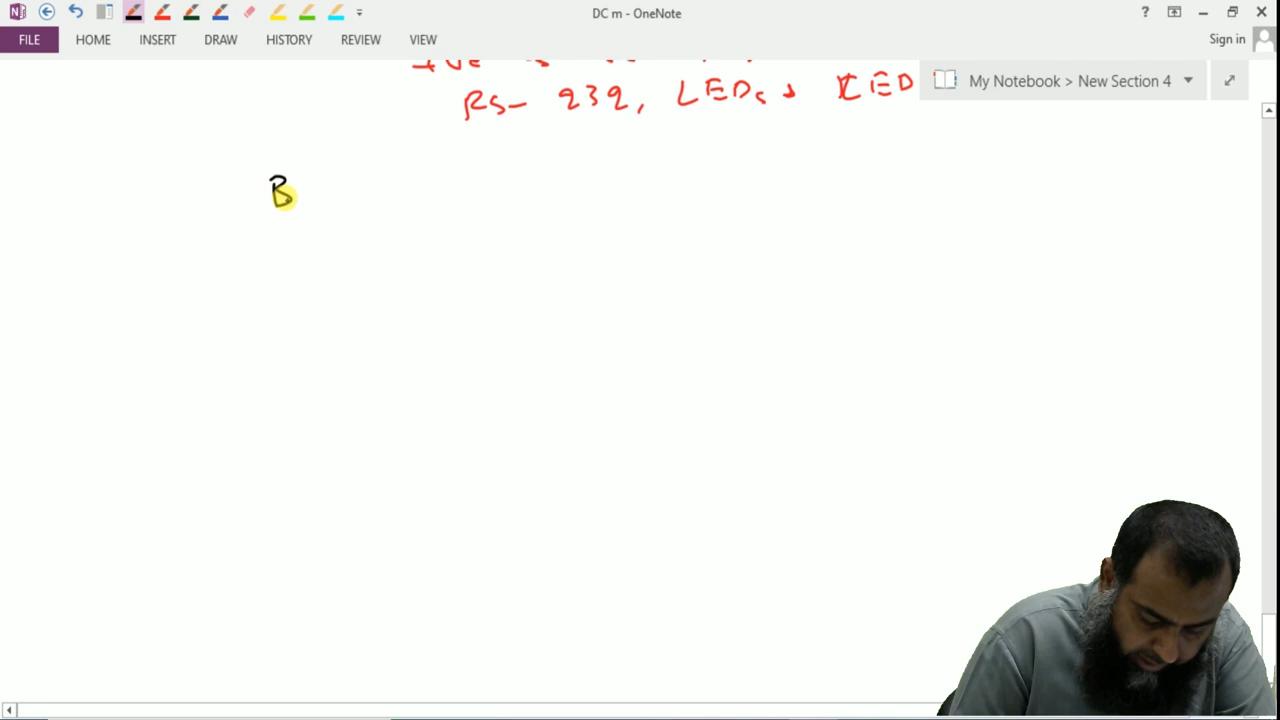 DC m - OneNote
?
FILE HOME INSERT DRAW HISTORY REVIEW VIEW
Sign in
My Notebook > New Section 4
RS- 232, LEDs
B